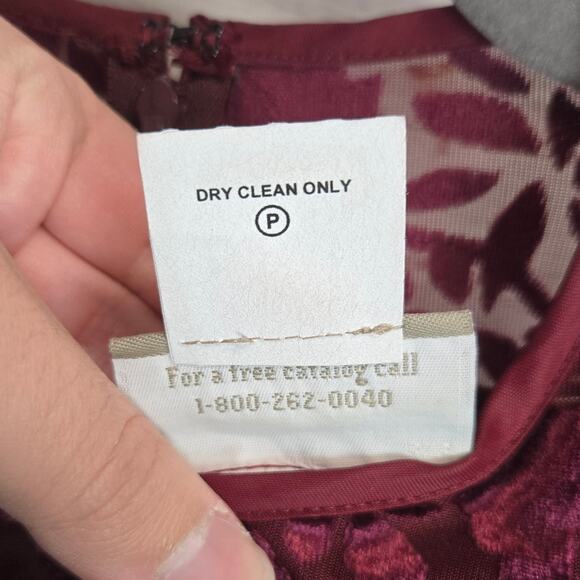 DRY CLEAN ONLY
P
For a free catalog call
1-800-262-0040